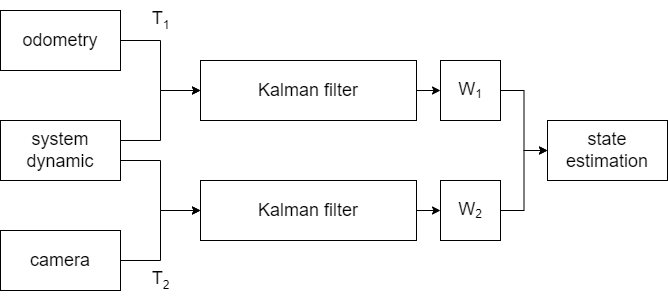 T₁
odometry
Kalman filter
W₁
system
dynamic
state
estimation
Kalman filter
W₂
camera
T₂